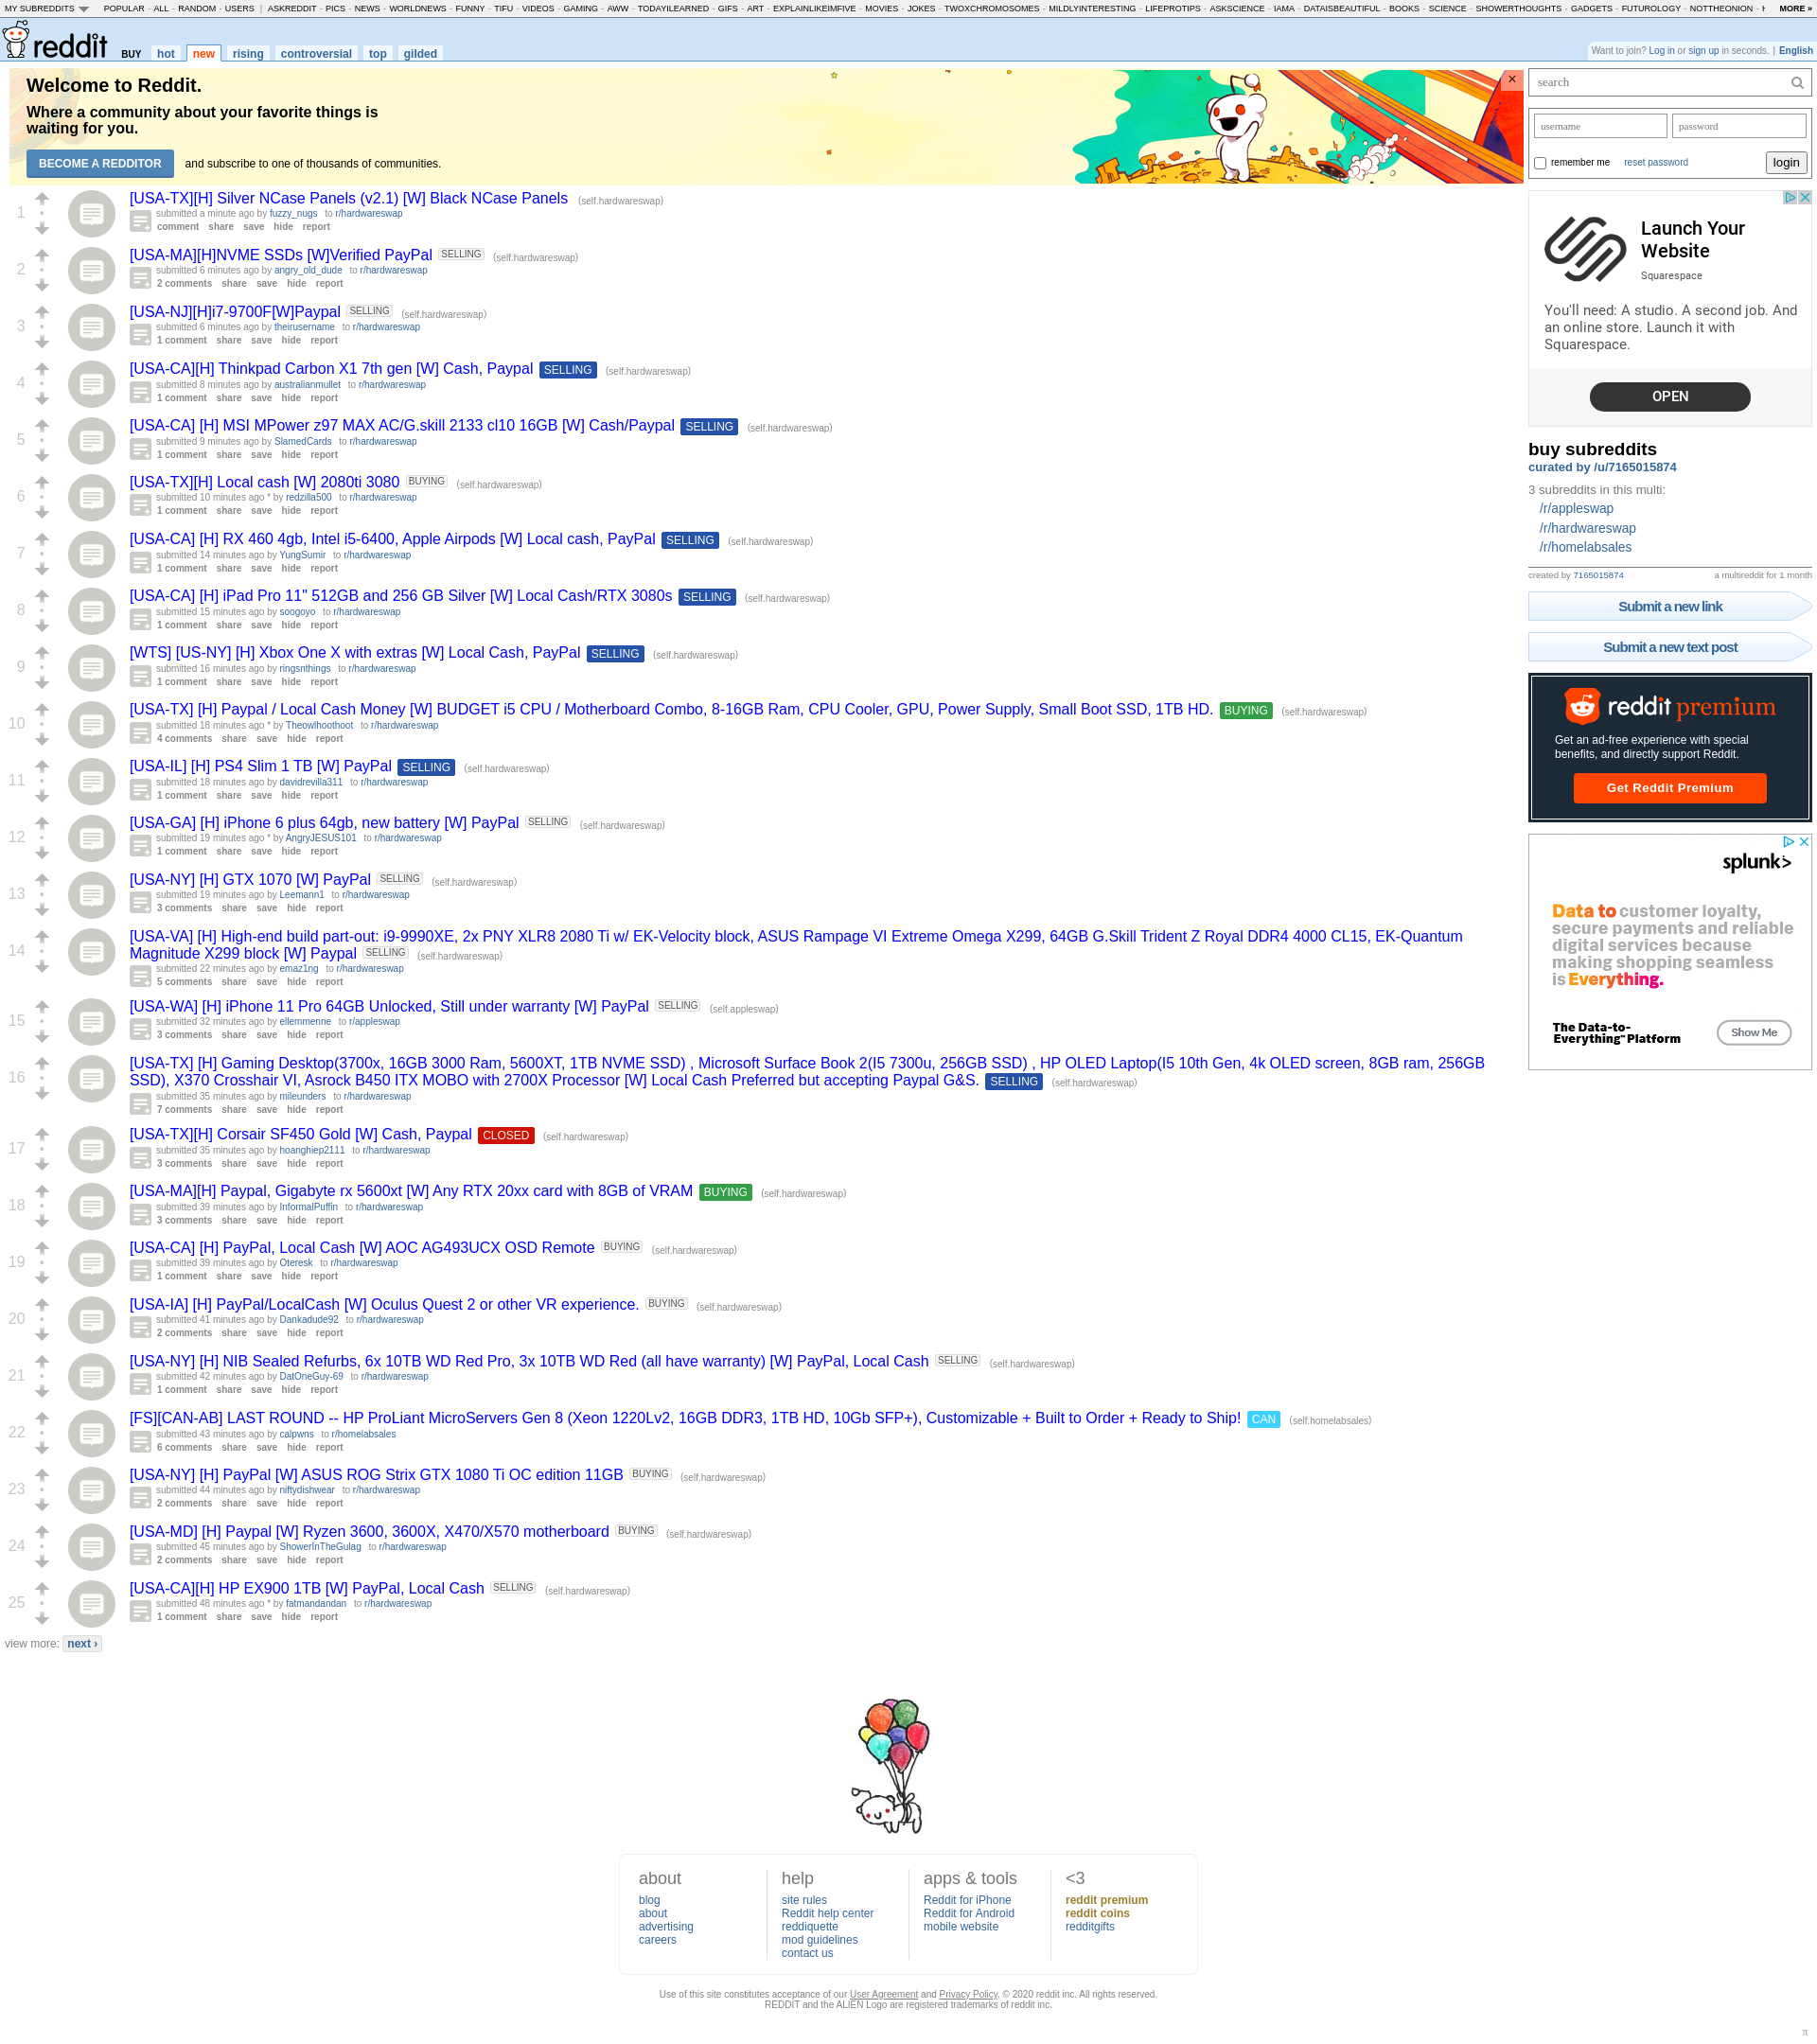 MY SUBREDDITS POPULAR - ALL - RANDOM - USERS | ASKREDDIT - PICS - NEWS - WORLDNEWS - FUNNY - TIFU - VIDEOS - GAMING - AWW - TODAYILEARNED - GIFS - ART - EXPLAINLIKEIMFIVE - MOVIES - JOKES - TWOXCHROMOSOMES - MILDLYINTERESTING - LIFEPROTIPS - ASKSCIENCE - IAMA - DATAISBEAUTIFUL - BOOKS - SCIENCE - SHOWERTHOUGHTS - GADGETS - FUTUROLOGY - NOTTHEONION - MORE »
reddit BUY hot new rising controversial top gilded
Want to join? Log in or sign up in seconds. | English
Welcome to Reddit.
Where a community about your favorite things is
waiting for you.
BECOME A REDDITOR and subscribe to one of thousands of communities.
1
[USA-TX][H] Silver NCase Panels (v2.1) [W] Black NCase Panels (self.hardwareswap)
submitted a minute ago by fuzzy_nugs to r/hardwareswap
comment share save hide report
2
[USA-MA][H]NVME SSDs [W]Verified PayPal SELLING (self.hardwareswap)
submitted 6 minutes ago by angry_old_dude to r/hardwareswap
2 comments share save hide report
3
[USA-NJ][H]i7-9700F[W]Paypal SELLING (self.hardwareswap)
submitted 6 minutes ago by theirusername to r/hardwareswap
1 comment share save hide report
4
[USA-CA][H] Thinkpad Carbon X1 7th gen [W] Cash, Paypal SELLING (self.hardwareswap)
submitted 8 minutes ago by australianmullet to r/hardwareswap
1 comment share save hide report
5
[USA-CA] [H] MSI MPower z97 MAX AC/G.skill 2133 cl10 16GB [W] Cash/Paypal SELLING (self.hardwareswap)
submitted 9 minutes ago by SlamedCards to r/hardwareswap
1 comment share save hide report
6
[USA-TX][H] Local cash [W] 2080ti 3080 BUYING (self.hardwareswap)
submitted 10 minutes ago * by redzilla500 to r/hardwareswap
1 comment share save hide report
7
[USA-CA] [H] RX 460 4gb, Intel i5-6400, Apple Airpods [W] Local cash, PayPal SELLING (self.hardwareswap)
submitted 14 minutes ago by YungSumir to r/hardwareswap
1 comment share save hide report
8
[USA-CA] [H] iPad Pro 11" 512GB and 256 GB Silver [W] Local Cash/RTX 3080s SELLING (self.hardwareswap)
submitted 15 minutes ago by soogoyo to r/hardwareswap
1 comment share save hide report
9
[WTS] [US-NY] [H] Xbox One X with extras [W] Local Cash, PayPal SELLING (self.hardwareswap)
submitted 16 minutes ago by ringsnthings to r/hardwareswap
1 comment share save hide report
10
[USA-TX] [H] Paypal / Local Cash Money [W] BUDGET i5 CPU / Motherboard Combo, 8-16GB Ram, CPU Cooler, GPU, Power Supply, Small Boot SSD, 1TB HD. BUYING (self.hardwareswap)
submitted 18 minutes ago * by Theowlhoothoot to r/hardwareswap
4 comments share save hide report
11
[USA-IL] [H] PS4 Slim 1 TB [W] PayPal SELLING (self.hardwareswap)
submitted 18 minutes ago by davidrevilla311 to r/hardwareswap
1 comment share save hide report
12
[USA-GA] [H] iPhone 6 plus 64gb, new battery [W] PayPal SELLING (self.hardwareswap)
submitted 19 minutes ago * by AngryJESUS101 to r/hardwareswap
1 comment share save hide report
13
[USA-NY] [H] GTX 1070 [W] PayPal SELLING (self.hardwareswap)
submitted 19 minutes ago by Leemann1 to r/hardwareswap
3 comments share save hide report
14
[USA-VA] [H] High-end build part-out: i9-9990XE, 2x PNY XLR8 2080 Ti w/ EK-Velocity block, ASUS Rampage VI Extreme Omega X299, 64GB G.Skill Trident Z Royal DDR4 4000 CL15, EK-Quantum
Magnitude X299 block [W] Paypal SELLING (self.hardwareswap)
submitted 22 minutes ago by emaz1ng to r/hardwareswap
5 comments share save hide report
15
[USA-WA] [H] iPhone 11 Pro 64GB Unlocked, Still under warranty [W] PayPal SELLING (self.appleswap)
submitted 32 minutes ago by ellemmenne to r/appleswap
3 comments share save hide report
16
[USA-TX] [H] Gaming Desktop(3700x, 16GB 3000 Ram, 5600XT, 1TB NVME SSD) , Microsoft Surface Book 2(I5 7300u, 256GB SSD) , HP OLED Laptop(I5 10th Gen, 4k OLED screen, 8GB ram, 256GB
SSD), X370 Crosshair VI, Asrock B450 ITX MOBO with 2700X Processor [W] Local Cash Preferred but accepting Paypal G&S. SELLING (self.hardwareswap)
submitted 35 minutes ago by mileunders to r/hardwareswap
7 comments share save hide report
17
[USA-TX][H] Corsair SF450 Gold [W] Cash, Paypal CLOSED (self.hardwareswap)
submitted 35 minutes ago by hoanghiep2111 to r/hardwareswap
3 comments share save hide report
18
[USA-MA][H] Paypal, Gigabyte rx 5600xt [W] Any RTX 20xx card with 8GB of VRAM BUYING (self.hardwareswap)
submitted 39 minutes ago by InformalPuffin to r/hardwareswap
3 comments share save hide report
19
[USA-CA] [H] PayPal, Local Cash [W] AOC AG493UCX OSD Remote BUYING (self.hardwareswap)
submitted 39 minutes ago by Oteresk to r/hardwareswap
1 comment share save hide report
20
[USA-IA] [H] PayPal/LocalCash [W] Oculus Quest 2 or other VR experience. BUYING (self.hardwareswap)
submitted 41 minutes ago by Dankadude92 to r/hardwareswap
2 comments share save hide report
21
[USA-NY] [H] NIB Sealed Refurbs, 6x 10TB WD Red Pro, 3x 10TB WD Red (all have warranty) [W] PayPal, Local Cash SELLING (self.hardwareswap)
submitted 42 minutes ago by DatOneGuy-69 to r/hardwareswap
1 comment share save hide report
22
[FS][CAN-AB] LAST ROUND -- HP ProLiant MicroServers Gen 8 (Xeon 1220Lv2, 16GB DDR3, 1TB HD, 10Gb SFP+), Customizable + Built to Order + Ready to Ship! CAN (self.homelabsales)
submitted 43 minutes ago by calpwns to r/homelabsales
6 comments share save hide report
23
[USA-NY] [H] PayPal [W] ASUS ROG Strix GTX 1080 Ti OC edition 11GB BUYING (self.hardwareswap)
submitted 44 minutes ago by niftydishwear to r/hardwareswap
2 comments share save hide report
24
[USA-MD] [H] Paypal [W] Ryzen 3600, 3600X, X470/X570 motherboard BUYING (self.hardwareswap)
submitted 45 minutes ago by ShowerInTheGulag to r/hardwareswap
2 comments share save hide report
25
[USA-CA][H] HP EX900 1TB [W] PayPal, Local Cash SELLING (self.hardwareswap)
submitted 48 minutes ago * by fatmandandan to r/hardwareswap
1 comment share save hide report
view more: next ›
search
username password
remember me reset password login
Launch Your
Website
Squarespace
You'll need: A studio. A second job. And
an online store. Launch it with
Squarespace.
OPEN
buy subreddits
curated by /u/7165015874
3 subreddits in this multi:
/r/appleswap
/r/hardwareswap
/r/homelabsales
created by 7165015874 a multireddit for 1 month
Submit a new link
Submit a new text post
reddit premium
Get an ad-free experience with special
benefits, and directly support Reddit.
Get Reddit Premium
splunk>
Data to customer loyalty,
secure payments and reliable
digital services because
making shopping seamless
is Everything.
The Data-to-
Everything™ Platform
Show Me
about
blog
about
advertising
careers
help
site rules
Reddit help center
reddiquette
mod guidelines
contact us
apps & tools
Reddit for iPhone
Reddit for Android
mobile website
<3
reddit premium
reddit coins
redditgifts
Use of this site constitutes acceptance of our User Agreement and Privacy Policy. © 2020 reddit inc. All rights reserved.
REDDIT and the ALIEN Logo are registered trademarks of reddit inc.
π